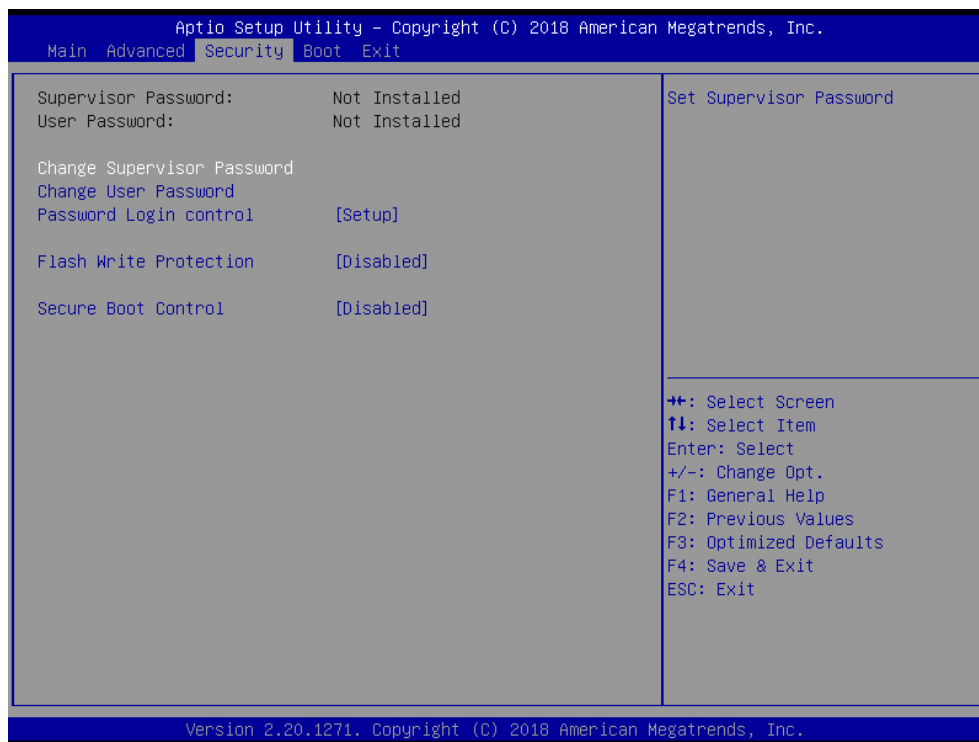 Aptio Setup Utility – Copyright (C) 2018 American Megatrends, Inc.
Main Advanced Security Boot Exit
Supervisor Password: Not Installed
User Password: Not Installed
Change Supervisor Password
Change User Password
Password Login control [Setup]
Flash Write Protection [Disabled]
Secure Boot Control [Disabled]
Set Supervisor Password
→←: Select Screen
↑↓: Select Item
Enter: Select
+/-: Change Opt.
F1: General Help
F2: Previous Values
F3: Optimized Defaults
F4: Save & Exit
ESC: Exit
Version 2.20.1271. Copyright (C) 2018 American Megatrends, Inc.